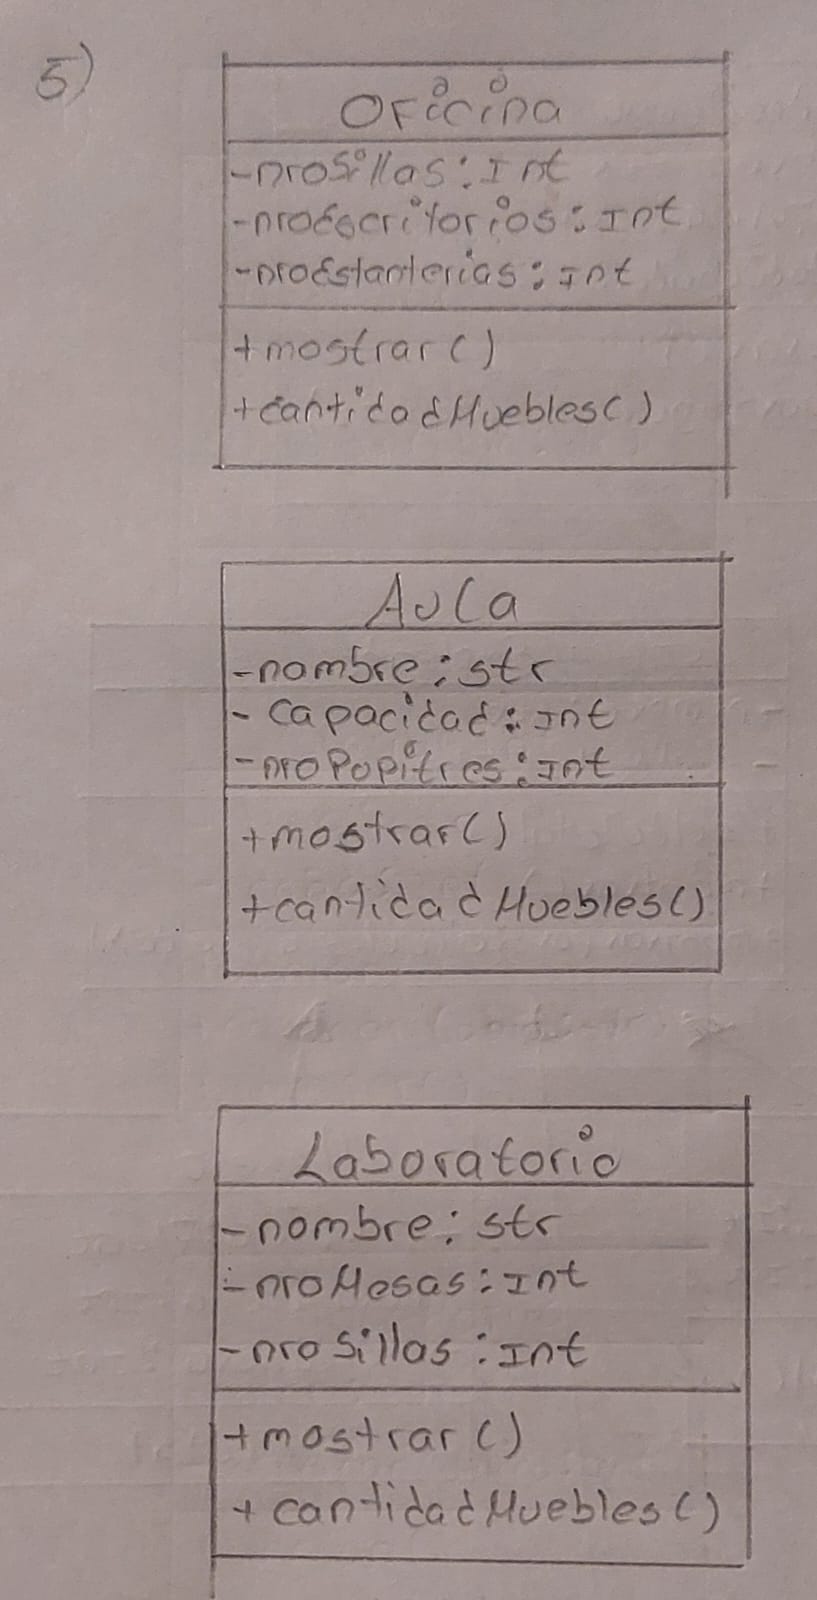 5)
Oficina
-nroSillas: Int
-nroEscritorios: Int
-nroEstanterias: Int
+mostrar()
+cantidadMuebles()
Aula
-nombre: str
-capacidad: Int
-nroPupitres: Int
+mostrar()
+cantidadMuebles()
Laboratorio
-nombre: str
-nroMesas: Int
-nroSillas: Int
+mostrar()
+cantidadMuebles()